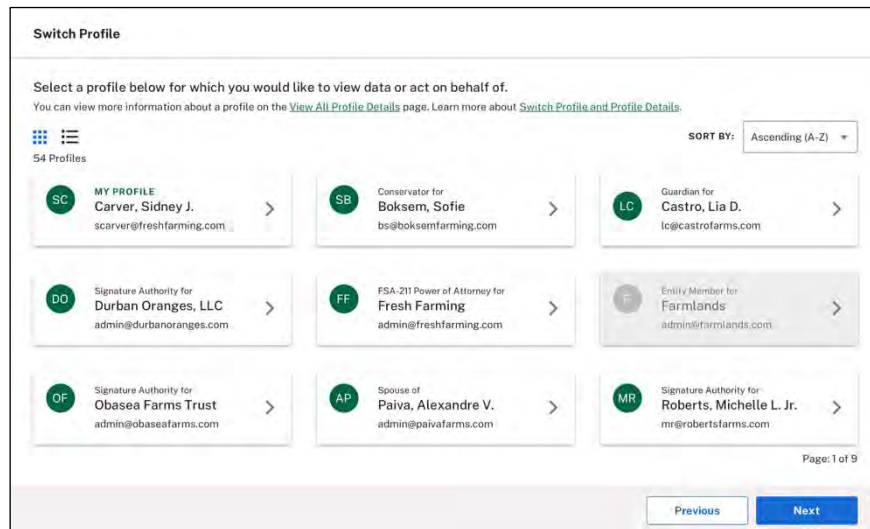 Switch Profile
Select a profile below for which you would like to view data or act on behalf of.
You can view more information about a profile on the View All Profile Details page. Learn more about Switch Profile and Profile Details.
SORT BY: Ascending (A-Z)
54 Profiles
SC
MY PROFILE
Carver, Sidney J.
scarver@freshfarming.com
SB
Conservator for
Boksem, Sofie
bs@boksemfarming.com
LC
Guardian for
Castro, Lia D.
lc@castrofarms.com
DO
Signature Authority for
Durban Oranges, LLC
admin@durbanoranges.com
FF
FSA-211 Power of Attorney for
Fresh Farming
admin@freshfarming.com
F
Entity Member for
Farmlands
admin@farmlands.com
OF
Signature Authority for
Obasea Farms Trust
admin@obaseafarms.com
AP
Spouse of
Paiva, Alexandre V.
admin@paivafarms.com
MR
Signature Authority for
Roberts, Michelle L. Jr.
mr@robertsfarms.com
Page: 1 of 9
Previous
Next